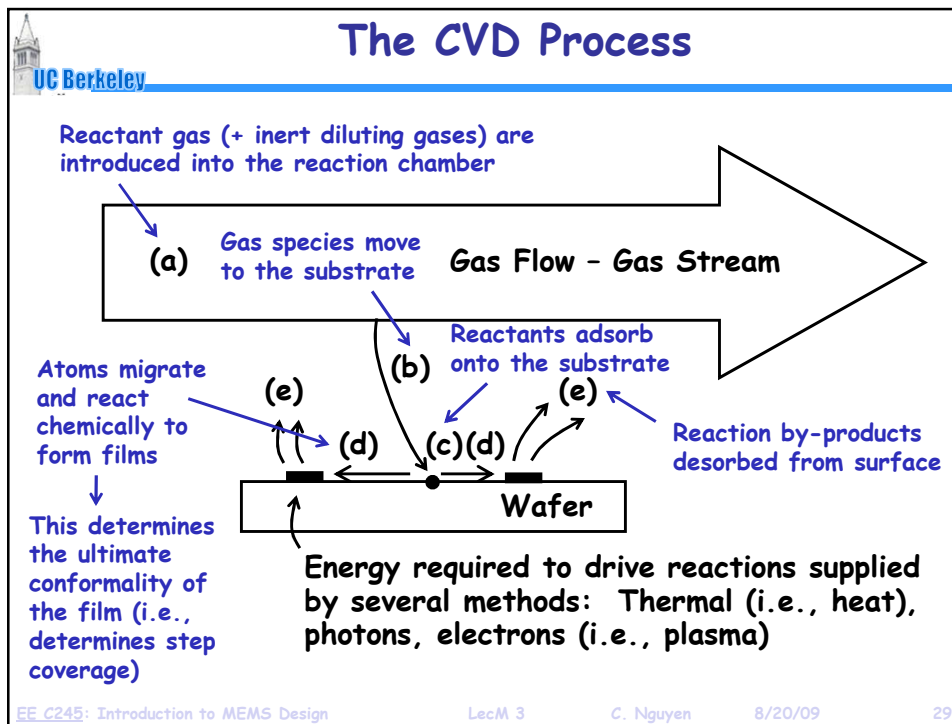 The CVD Process
UC Berkeley
Reactant gas (+ inert diluting gases) are
introduced into the reaction chamber
(a)
Gas species move
to the substrate
Gas Flow – Gas Stream
Reactants adsorb
onto the substrate
(b)
Atoms migrate
and react
chemically to
form films
(e)
(d)
(c)(d)
(e)
Reaction by-products
desorbed from surface
Wafer
This determines
the ultimate
conformality of
the film (i.e.,
determines step
coverage)
Energy required to drive reactions supplied
by several methods: Thermal (i.e., heat),
photons, electrons (i.e., plasma)
EE C245: Introduction to MEMS Design LecM 3 C. Nguyen 8/20/09 29